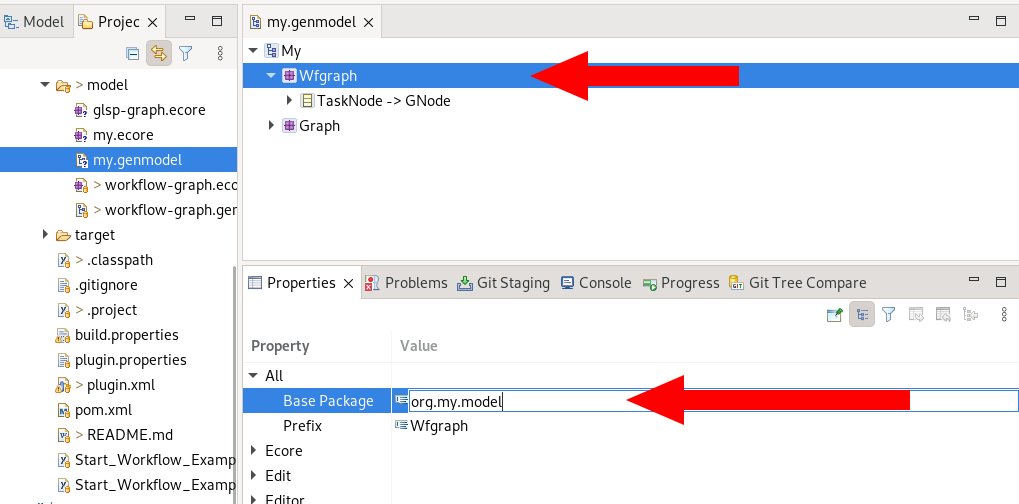 Model
Projec
> model
glsp-graph.ecore
my.ecore
my.genmodel
> workflow-graph.eco
> workflow-graph.ger
target
> .classpath
.gitignore
> .project
build.properties
plugin.properties
> plugin.xml
pom.xml
> README.md
Start_Workflow_Examp
Start_Workflow_Examp
my.genmodel
My
Wfgraph
TaskNode -> GNode
Graph
Properties
Problems
Git Staging
Console
Progress
Git Tree Compare
Property
Value
All
Base Package
org.my.model
Prefix
Wfgraph
Ecore
Edit
Editor